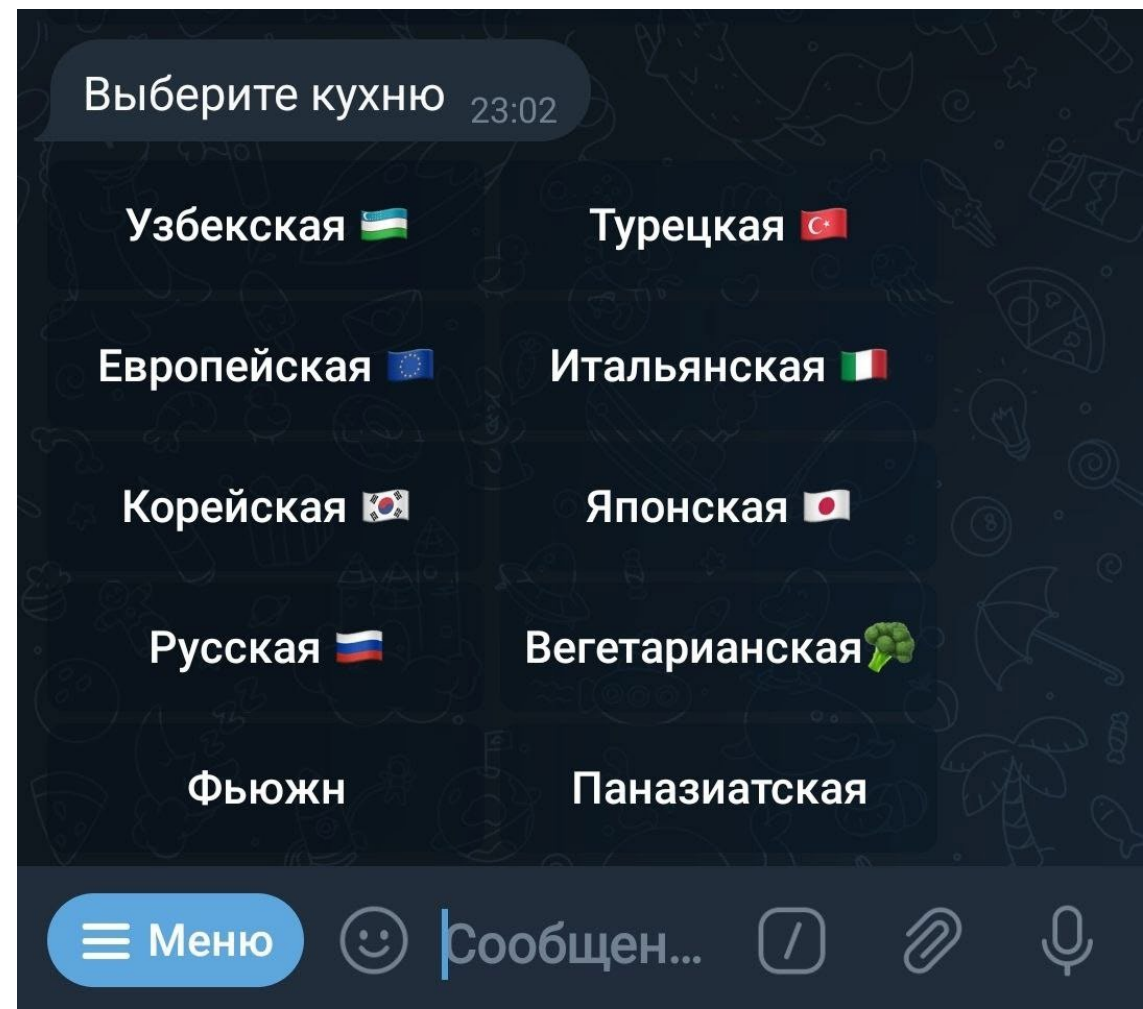 Выберите кухню 23:02
Узбекская 🇺🇿 Турецкая 🇹🇷
Европейская 🇪🇺 Итальянская 🇮🇹
Корейская 🇰🇷 Японская 🇯🇵
Русская 🇷🇺 Вегетарианская🥦
Фьюжн Паназиатская
Меню Сообщен...